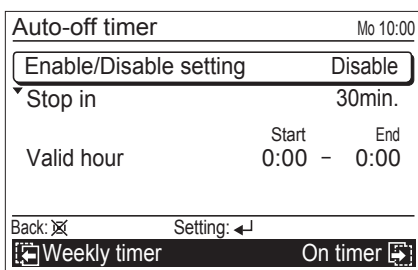 Auto-off timer Mo 10:00
Enable/Disable setting Disable
Stop in 30min.
Start End
Valid hour 0:00 – 0:00
Back: Setting:
Weekly timer On timer